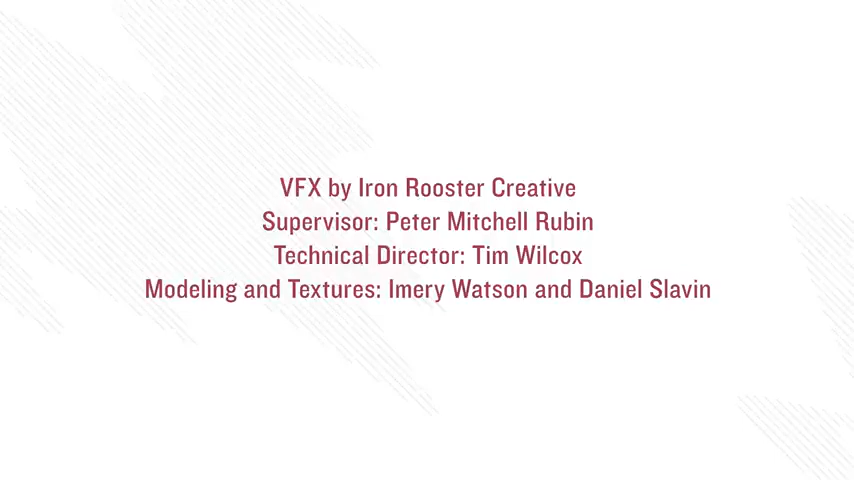 VFX by Iron Rooster Creative
Supervisor: Peter Mitchell Rubin
Technical Director: Tim Wilcox
Modeling and Textures: Imery Watson and Daniel Slavin